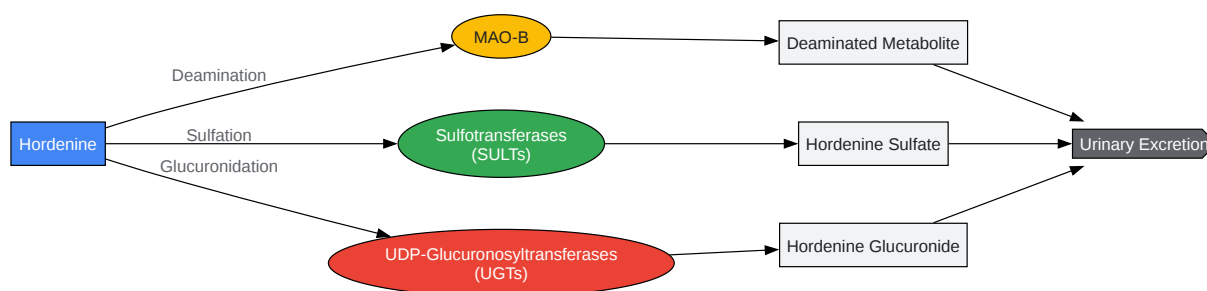 MAO-B
Deaminated Metabolite
Deamination
Hordenine
Sulfation
Sulfotransferases
(SULTs)
Hordenine Sulfate
Urinary Excretion
Glucuronidation
UDP-Glucuronosyltransferases
(UGTs)
Hordenine Glucuronide